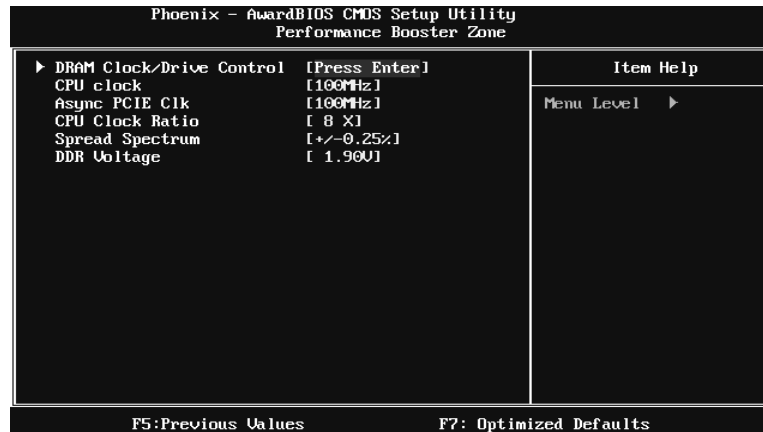 Phoenix - AwardBIOS CMOS Setup Utility
Performance Booster Zone
DRAM Clock/Drive Control [Press Enter]
CPU clock [100MHz]
Async PCIE Clk [100MHz]
CPU Clock Ratio [ 8 X]
Spread Spectrum [+/-0.25%]
DDR Voltage [ 1.90V]
Item Help
Menu Level
F5:Previous Values F7: Optimized Defaults